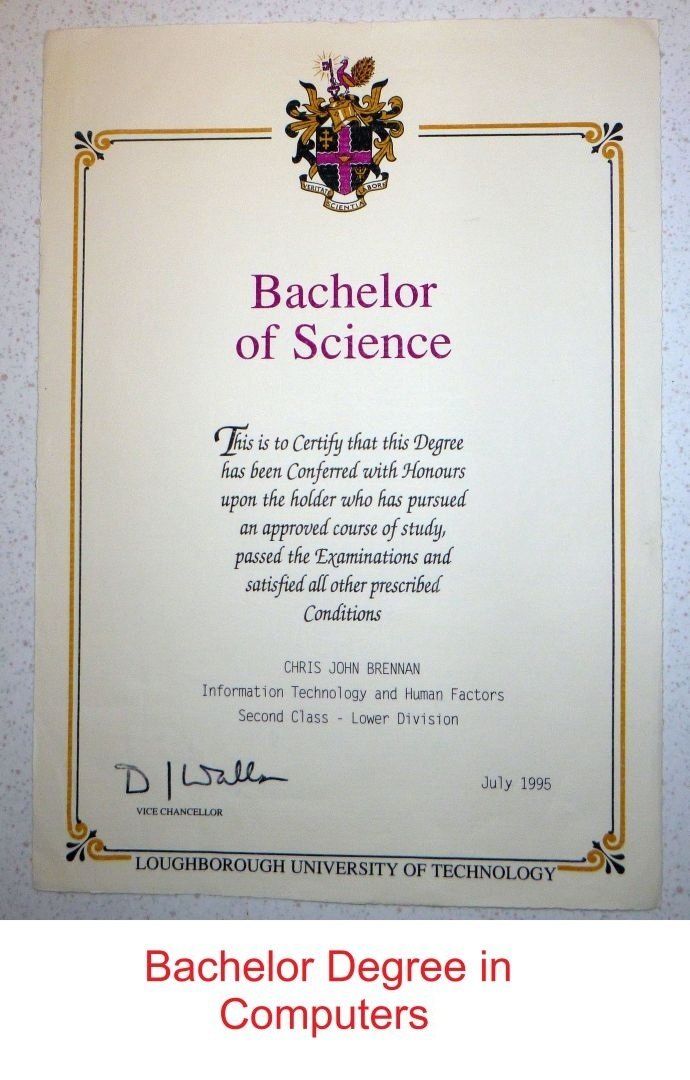 VERITATE SCIENTIA LABORE
Bachelor
of Science
This is to Certify that this Degree
has been Conferred with Honours
upon the holder who has pursued
an approved course of study,
passed the Examinations and
satisfied all other prescribed
Conditions
CHRIS JOHN BRENNAN
Information Technology and Human Factors
Second Class - Lower Division
July 1995
VICE CHANCELLOR
LOUGHBOROUGH UNIVERSITY OF TECHNOLOGY
Bachelor Degree in
Computers